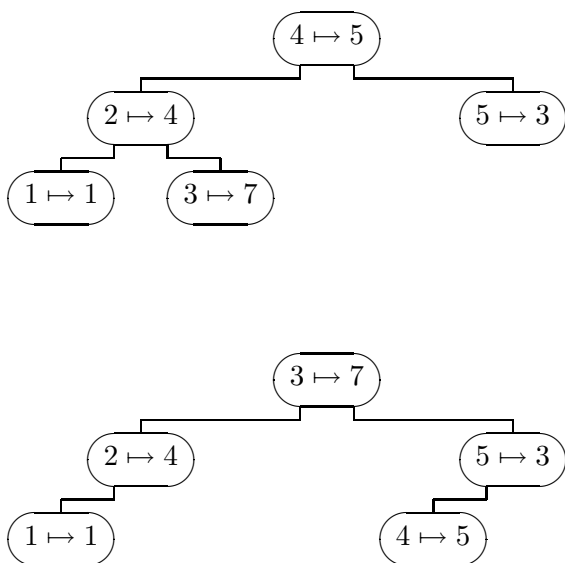 4 ↦ 5
2 ↦ 4 5 ↦ 3
1 ↦ 1 3 ↦ 7
3 ↦ 7
2 ↦ 4 5 ↦ 3
1 ↦ 1 4 ↦ 5